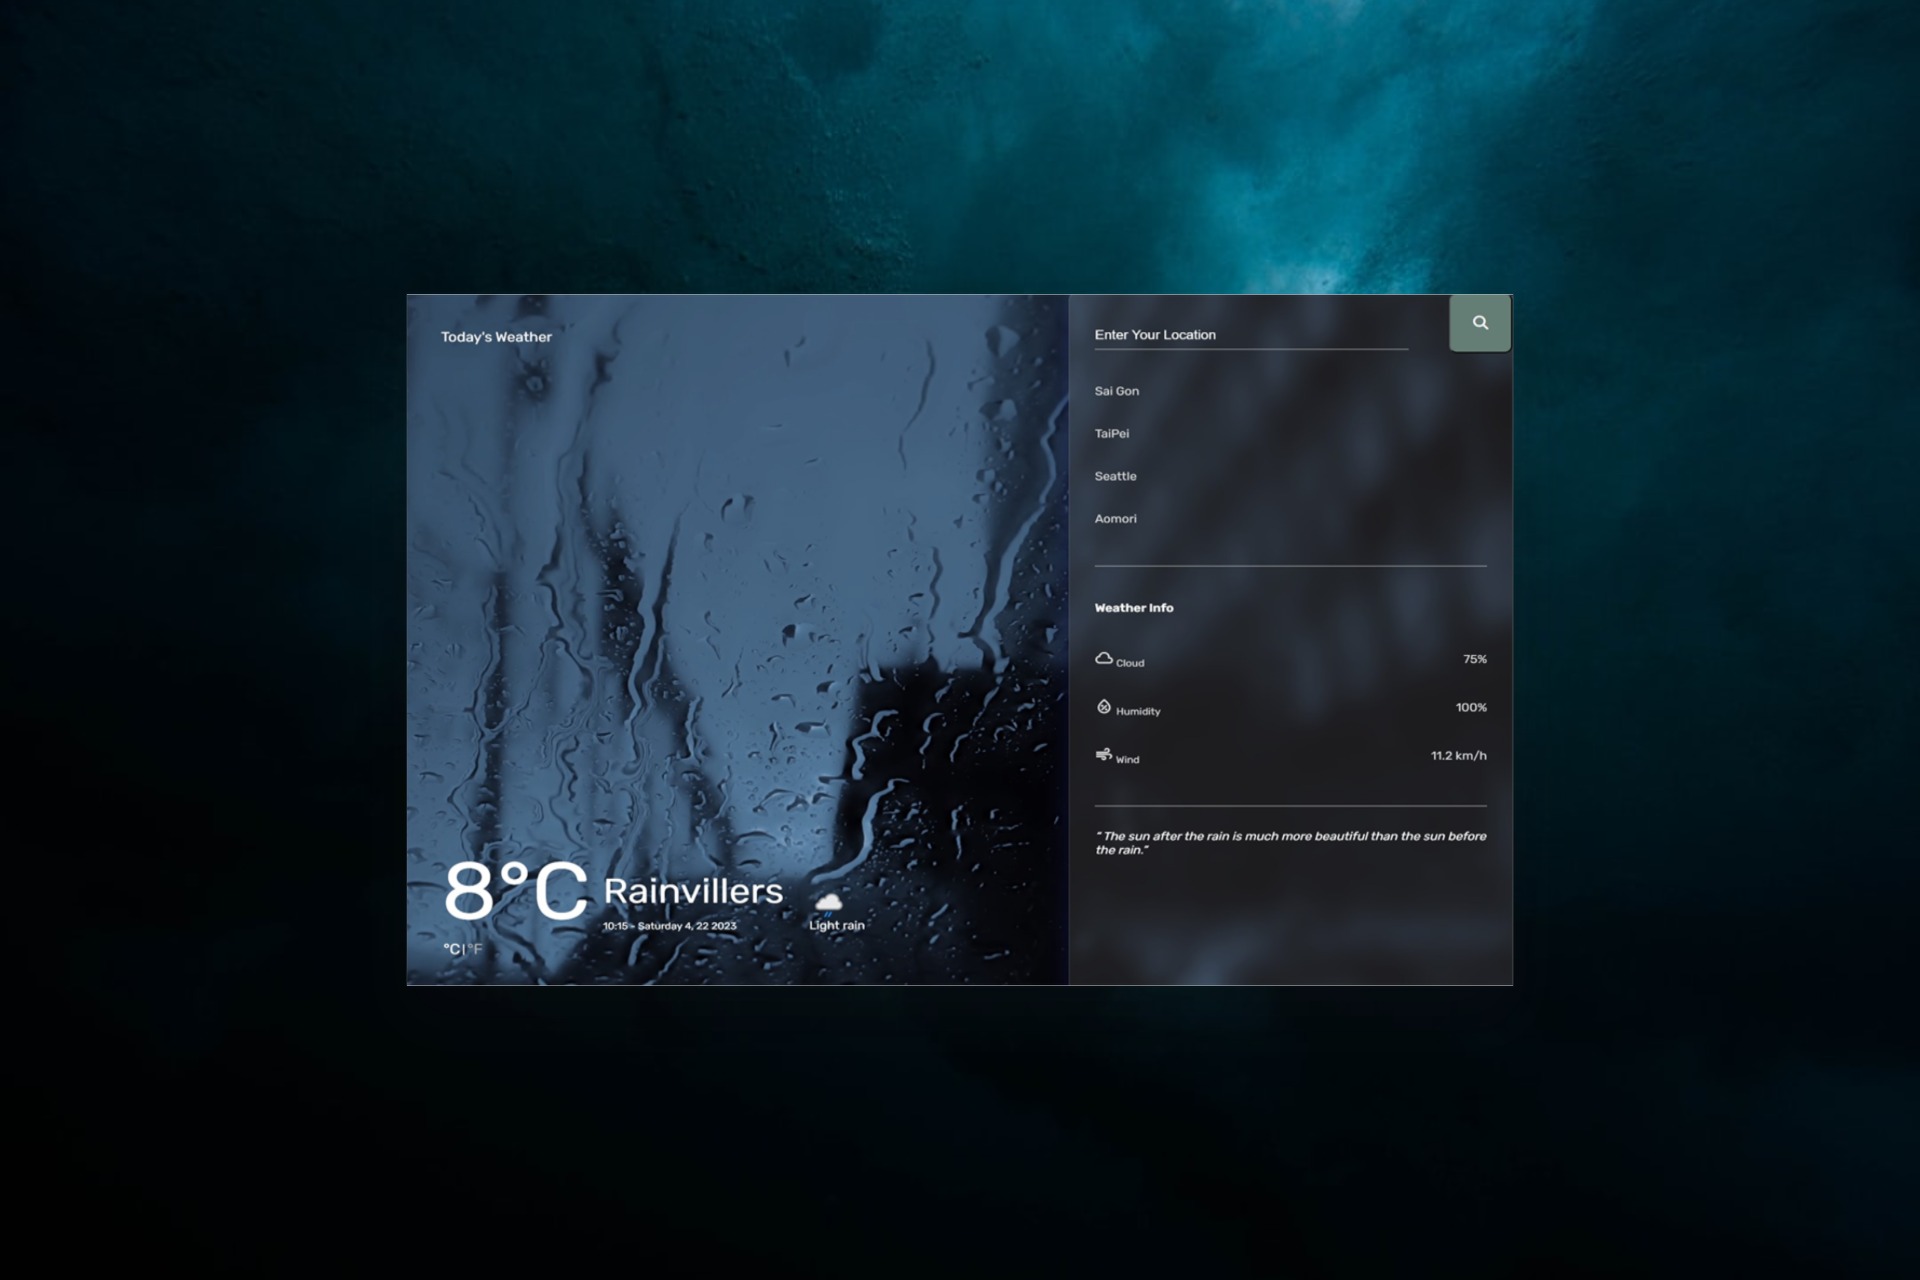 Today's Weather
8°C
Rainvillers
10:15 - Saturday 4, 22 2023
Light rain
°C|°F
Enter Your Location
Sai Gon
TaiPei
Seattle
Aomori
Weather Info
Cloud 75%
Humidity 100%
Wind 11.2 km/h
" The sun after the rain is much more beautiful than the sun before
the rain."